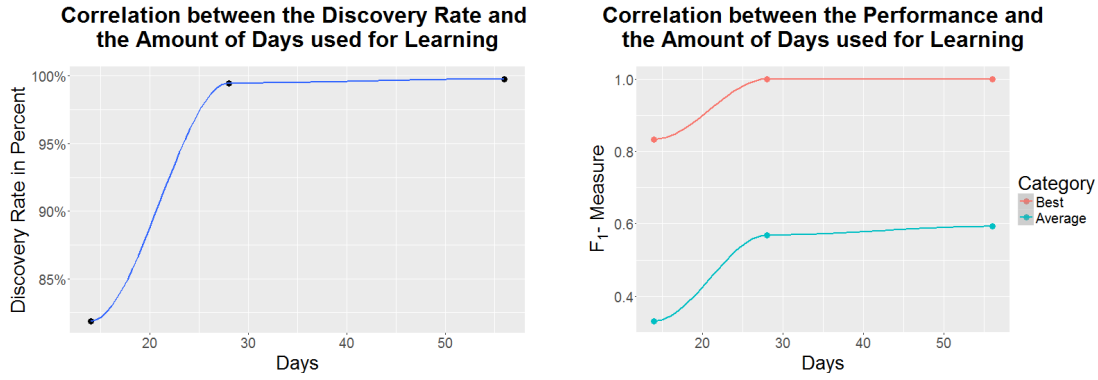 Correlation between the Discovery Rate and
the Amount of Days used for Learning
100%
95%
90%
85%
Discovery Rate in Percent
20
30
40
50
Days
Correlation between the Performance and
the Amount of Days used for Learning
1.0
0.8
0.6
0.4
F1- Measure
20
30
40
50
Days
Category
Best
Average